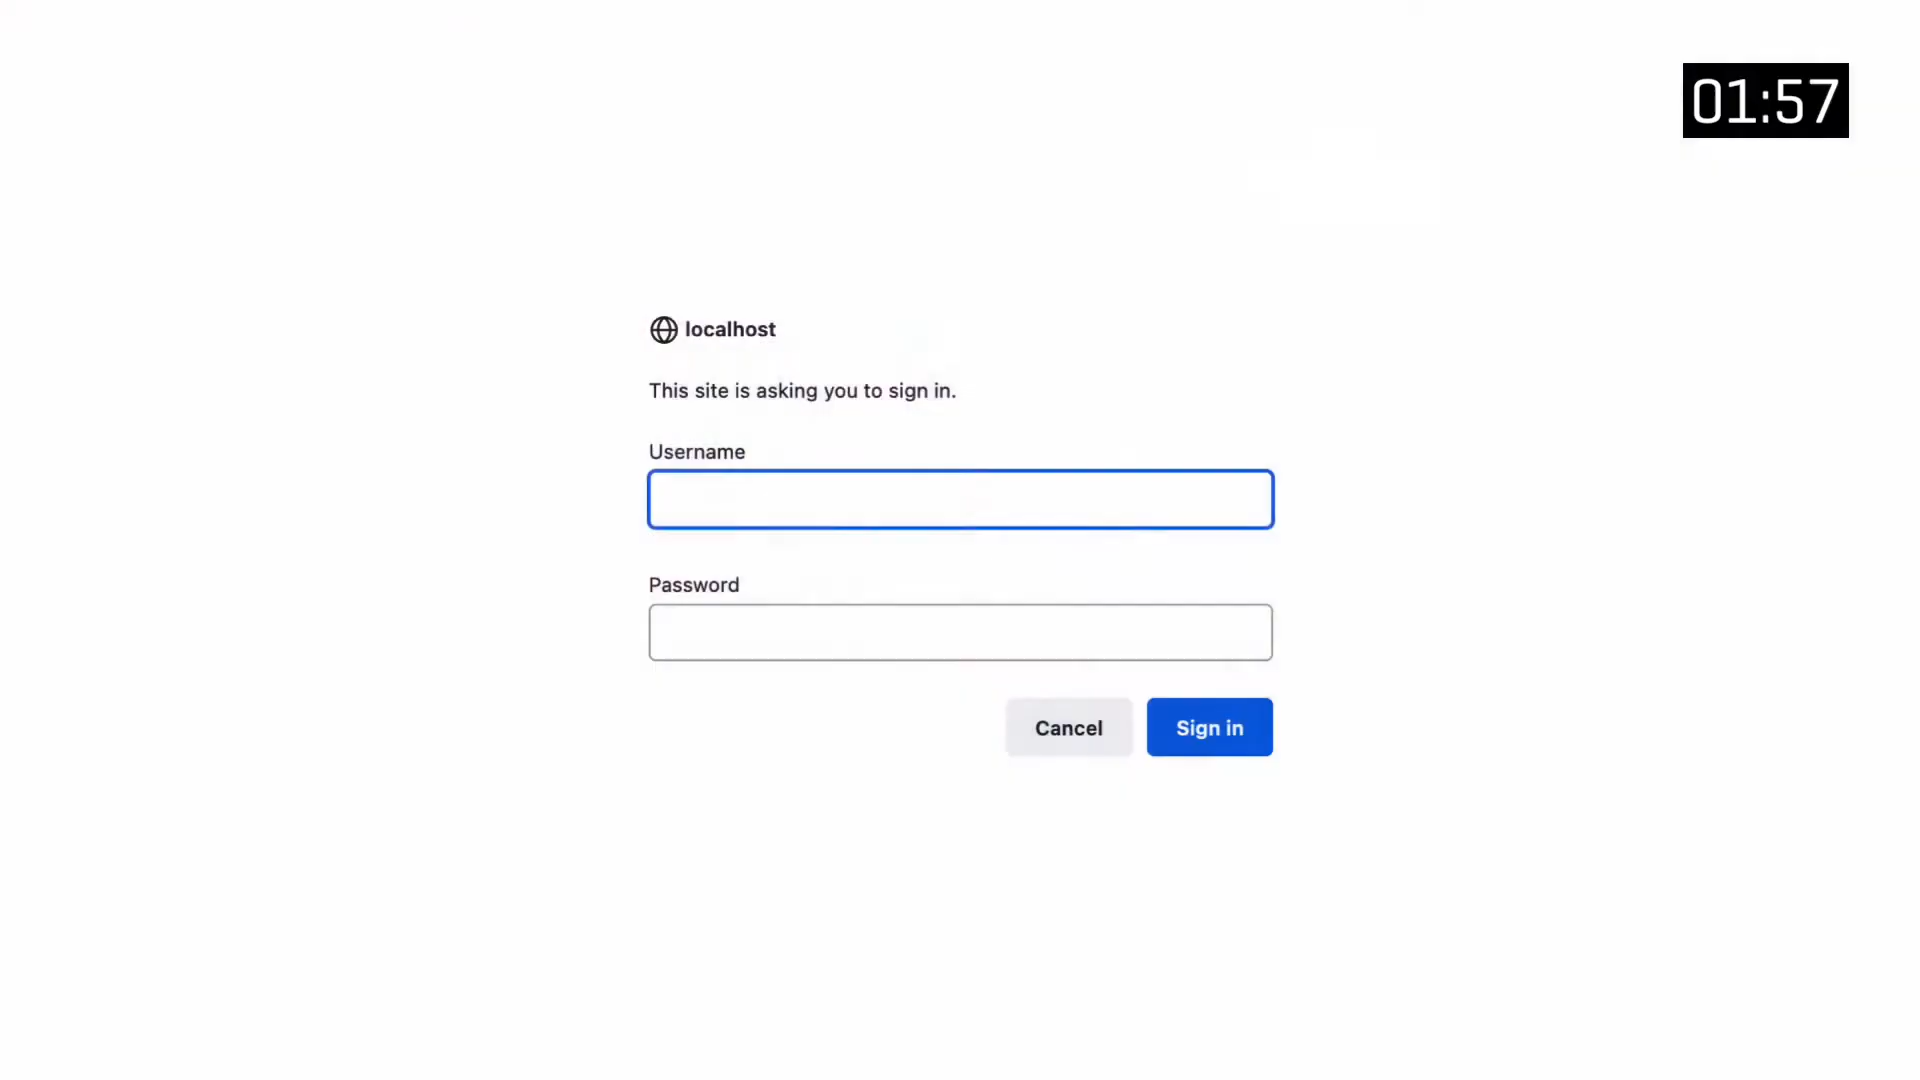 01:57
localhost
This site is asking you to sign in.
Username
Password
Cancel Sign in